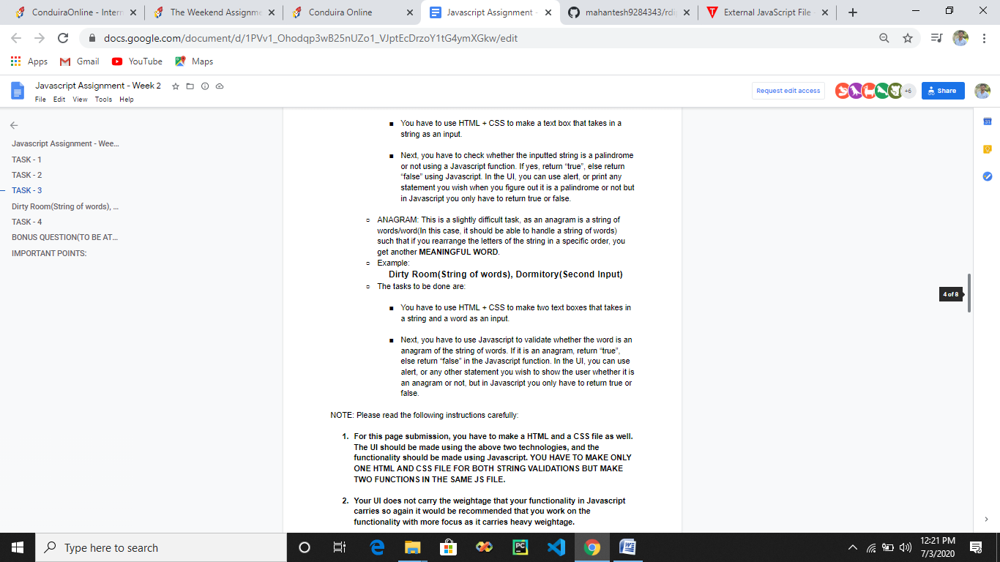 ConduiraOnline - Intern
The Weekend Assignme
Conduira Online
Javascript Assignment -
mahantesh9284343/rdi
External JavaScript File -
docs.google.com/document/d/1PVv1_Ohodqp3wB25nUZo1_VJptEcDrzoY1tG4ymXGkw/edit
Apps
Gmail
YouTube
Maps
Javascript Assignment - Week 2
File Edit View Tools Help
Request edit access
+6
Share
31
Javascript Assignment - Wee...
TASK - 1
TASK - 2
TASK - 3
Dirty Room(String of words), ...
TASK - 4
BONUS QUESTION(TO BE AT...
IMPORTANT POINTS:
■ You have to use HTML + CSS to make a text box that takes in a
string as an input.
■ Next, you have to check whether the inputted string is a palindrome
or not using a Javascript function. If yes, return “true”, else return
“false” using Javascript. In the UI, you can use alert, or print any
statement you wish when you figure out it is a palindrome or not but
in Javascript you only have to return true or false.
○ ANAGRAM: This is a slightly difficult task, as an anagram is a string of
words/word(In this case, it should be able to handle a string of words)
such that if you rearrange the letters of the string in a specific order, you
get another MEANINGFUL WORD.
○ Example:
Dirty Room(String of words), Dormitory(Second Input)
○ The tasks to be done are:
■ You have to use HTML + CSS to make two text boxes that takes in
a string and a word as an input.
■ Next, you have to use Javascript to validate whether the word is an
anagram of the string of words. If it is an anagram, return “true”,
else return “false” in the Javascript function. In the UI, you can use
alert, or any other statement you wish to show the user whether it is
an anagram or not, but in Javascript you only have to return true or
false.
NOTE: Please read the following instructions carefully:
1. For this page submission, you have to make a HTML and a CSS file as well.
The UI should be made using the above two technologies, and the
functionality should be made using Javascript. YOU HAVE TO MAKE ONLY
ONE HTML AND CSS FILE FOR BOTH STRING VALIDATIONS BUT MAKE
TWO FUNCTIONS IN THE SAME JS FILE.
2. Your UI does not carry the weightage that your functionality in Javascript
carries so again it would be recommended that you work on the
functionality with more focus as it carries heavy weightage.
4 of 8
Type here to search
PC
W
12:21 PM
7/3/2020